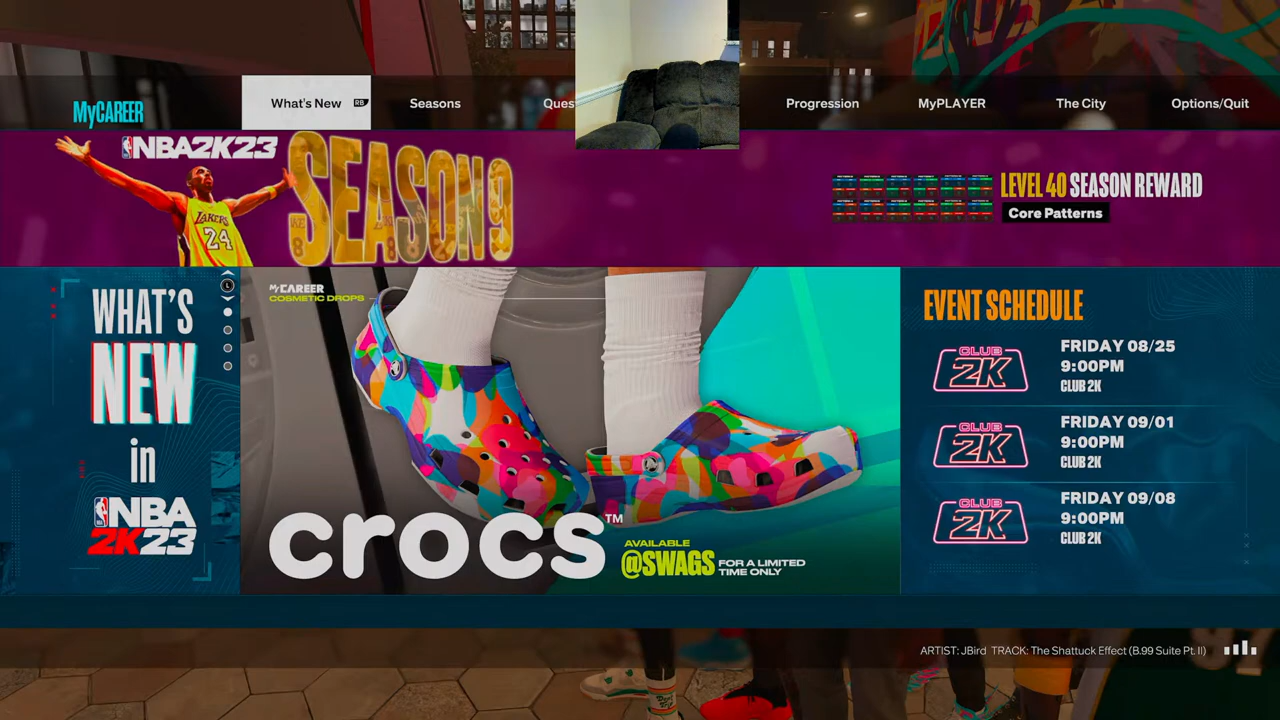 MyCAREER
What's New RB
Seasons
Ques
Progression
MyPLAYER
The City
Options/Quit
NBA2K23
SEASON 9
LAKERS
24
LEVEL 40 SEASON REWARD
Core Patterns
WHAT'S
NEW
in
NBA
2K23
L
MyCAREER
COSMETIC DROPS
crocs™
AVAILABLE
@SWAGS FOR A LIMITED
TIME ONLY
EVENT SCHEDULE
CLUB
2K
FRIDAY 08/25
9:00PM
CLUB 2K
CLUB
2K
FRIDAY 09/01
9:00PM
CLUB 2K
CLUB
2K
FRIDAY 09/08
9:00PM
CLUB 2K
ARTIST: JBird TRACK: The Shattuck Effect (B.99 Suite Pt. II)